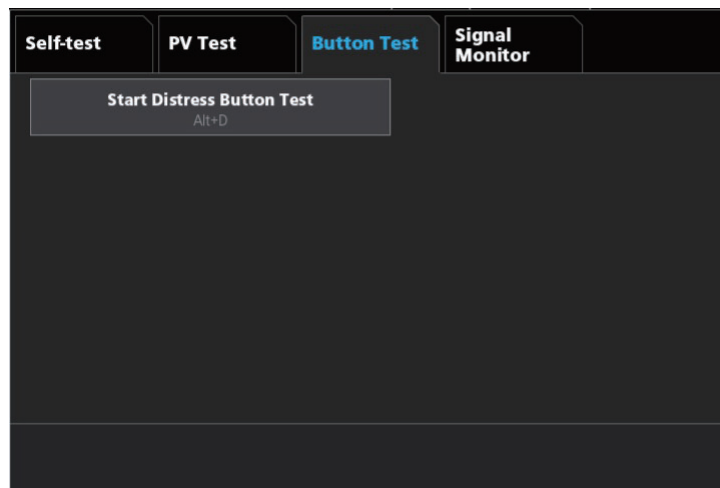 Self-test
PV Test
Button Test
Signal
Monitor
Start Distress Button Test
Alt+D